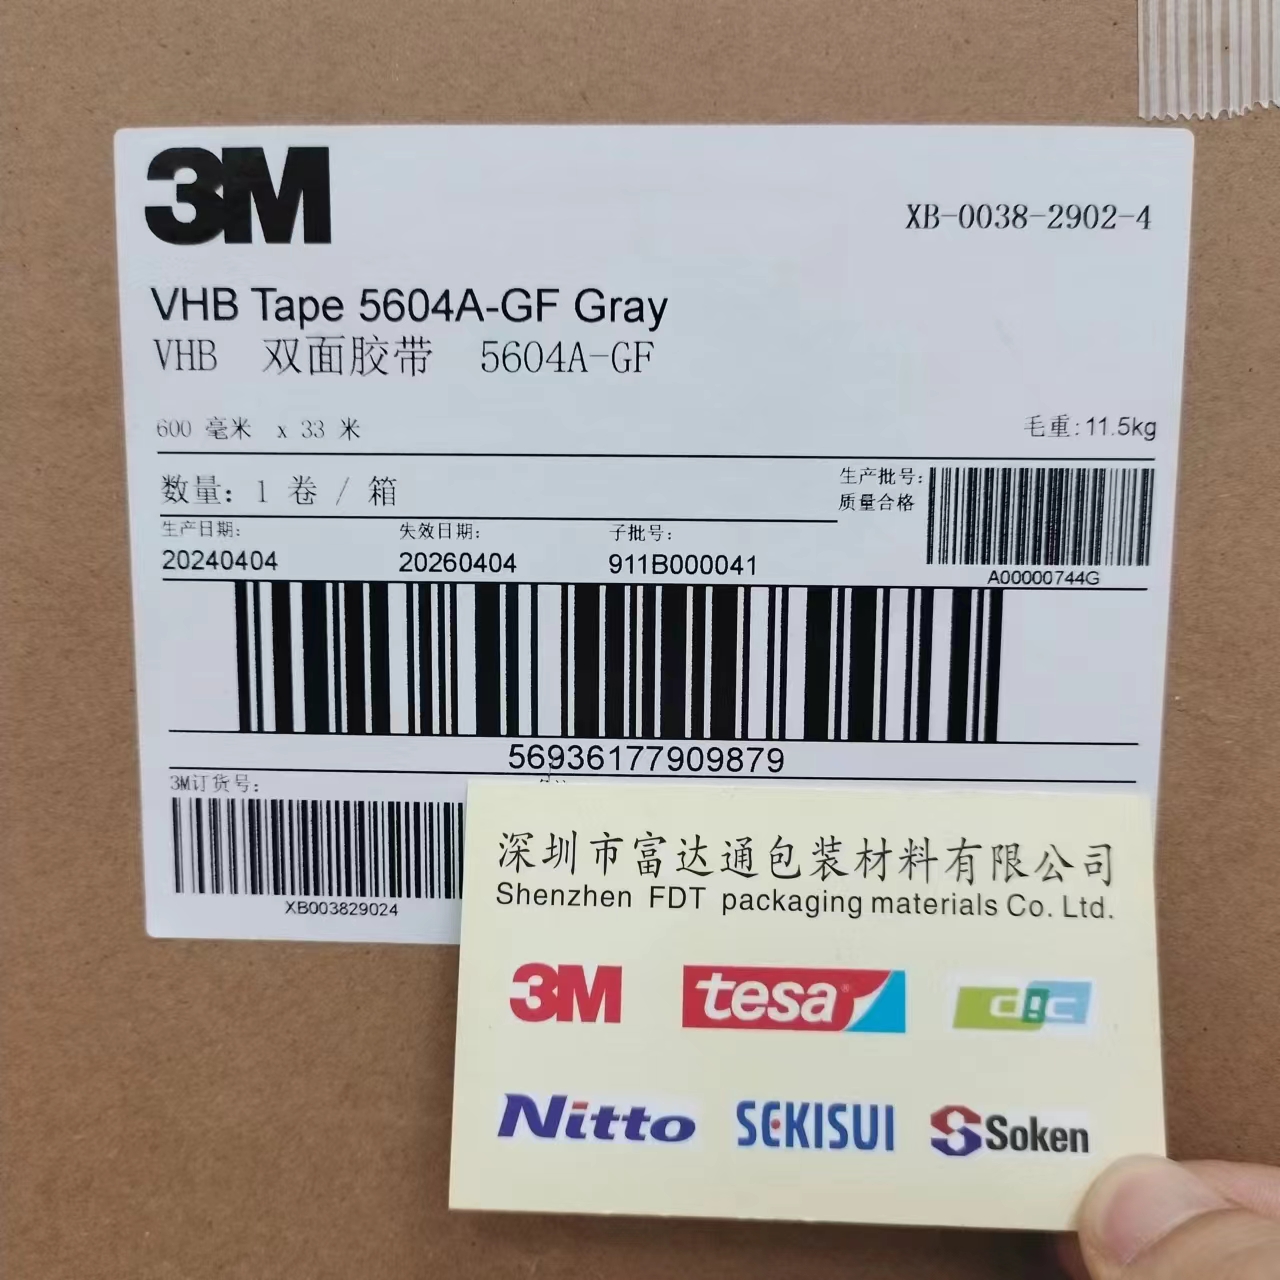 3M
XB-0038-2902-4
VHB Tape 5604A-GF Gray
VHB 双面胶带 5604A-GF
600 毫米 x 33 米
毛重: 11.5kg
数量: 1 卷 / 箱
生产批号:
质量合格
A00000744G
生产日期: 失效日期: 子批号:
20240404 20260404 911B000041
56936177909879
3M订货号:
XB003829024
深圳市富达通包装材料有限公司
Shenzhen FDT packaging materials Co. Ltd.
3M tesa® dic
Nitto SEKISUI Soken